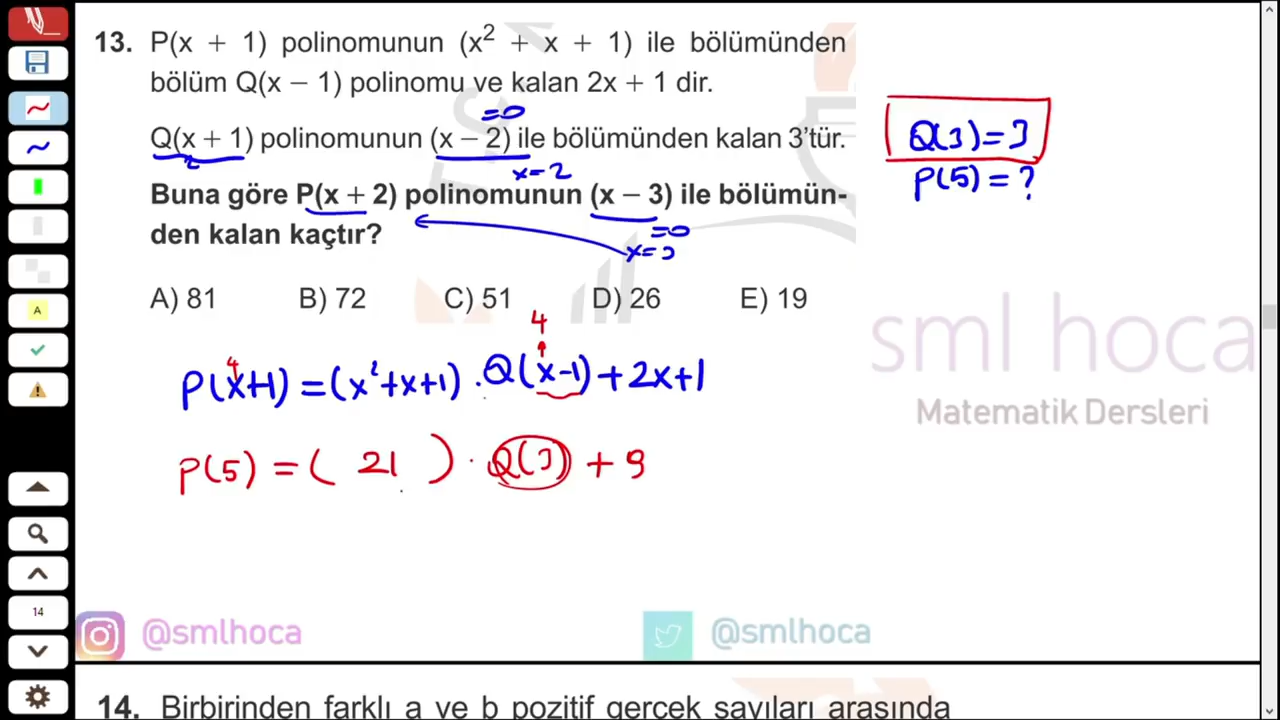 13. P(x + 1) polinomunun (x² + x + 1) ile bölümünden
bölüm Q(x − 1) polinomu ve kalan 2x + 1 dir.
=0
Q(x + 1) polinomunun (x − 2) ile bölümünden kalan 3'tür.
2
x=2
Q(3)=3
P(5)=?
Buna göre P(x + 2) polinomunun (x − 3) ile bölümün-
den kalan kaçtır?
=0
x=3
A) 81 B) 72 C) 51 D) 26 E) 19
4
4
P(x+1)=(x²+x+1).Q(x-1)+2x+1
P(5)=( 21 ).Q(3)+9
sml hoca
Matematik Dersleri
A
14
@smlhoca @smlhoca
14. Birbirinden farklı a ve b pozitif gerçek sayıları arasında